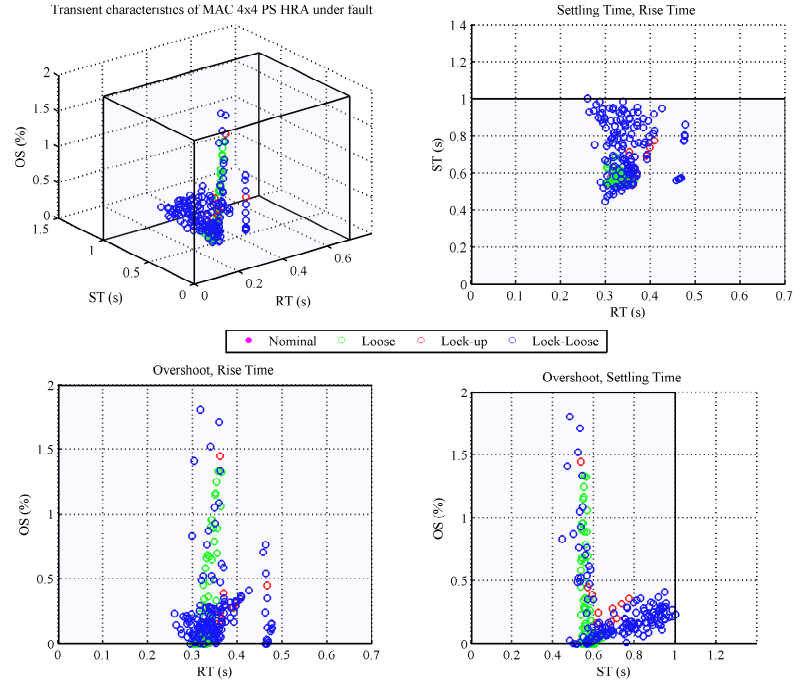 Transient characteristics of MAC 4x4 PS HRA under fault
2
1.5
1
0.5
0
1.5
1
0.5
0
0
0.2
0.4
0.6
OS (%)
ST (s)
RT (s)
Settling Time, Rise Time
1 4
1.2
1
0.8
0.6
0.4
0.2
0
0 0.1 0.2 0.3 0.4 0.5 0.6 0.7
ST (s)
RT (s)
Nominal Loose Lock-up Lock-Loose
Overshoot, Rise Time
2
1.5
1
0.5
0
0 0.1 0.2 0.3 0.4 0.5 0.6 0.7
OS (%)
RT (s)
Overshoot, Settling Time
2
1.5
1
0.5
0
0 0.2 0.4 0.6 0.8 1 1.2
OS (%)
ST (s)